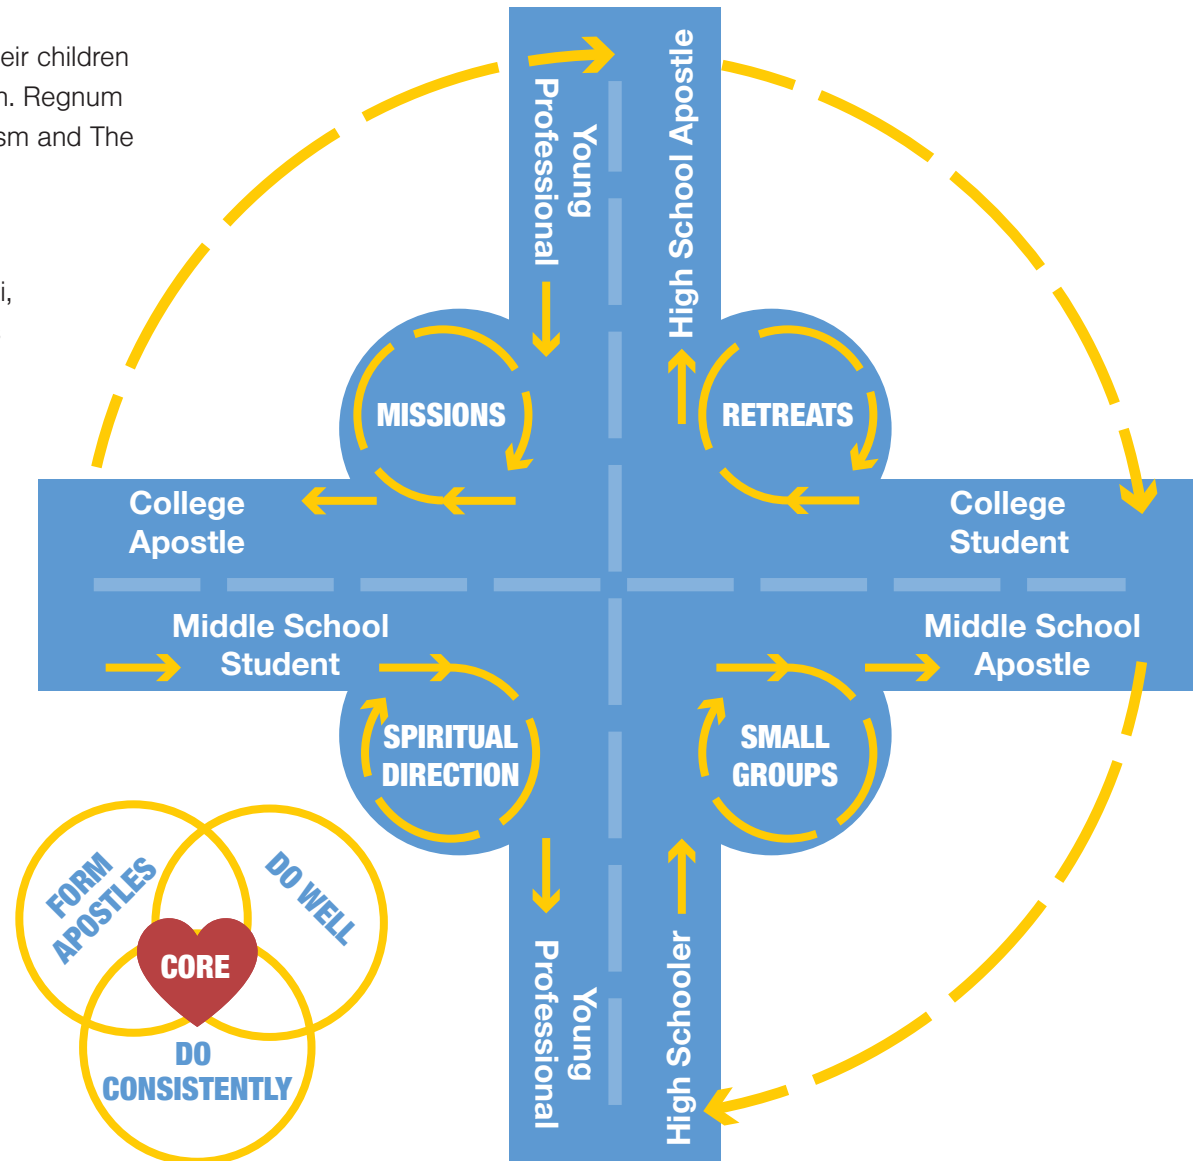 eir children
n. Regnum
sm and The
i,
Young
Professional
High School Apostle
MISSIONS
RETREATS
College
Apostle
College
Student
Middle School
Student
Middle School
Apostle
SPIRITUAL
DIRECTION
SMALL
GROUPS
Young
Professional
High Schooler
FORM
APOSTLES
DO WELL
CORE
DO
CONSISTENTLY